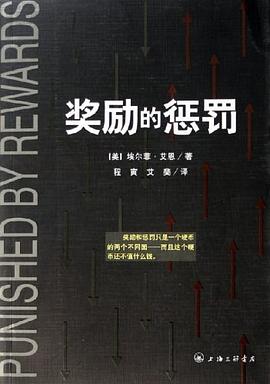 PUNISHED BY REWARDS
奖励的惩罚
[美] 埃尔菲·艾恩／著
程寅 艾斐／译
奖励和惩罚只是一个硬币
的两个不同面——而且这个硬
币还不值什么钱。
上海三联书店